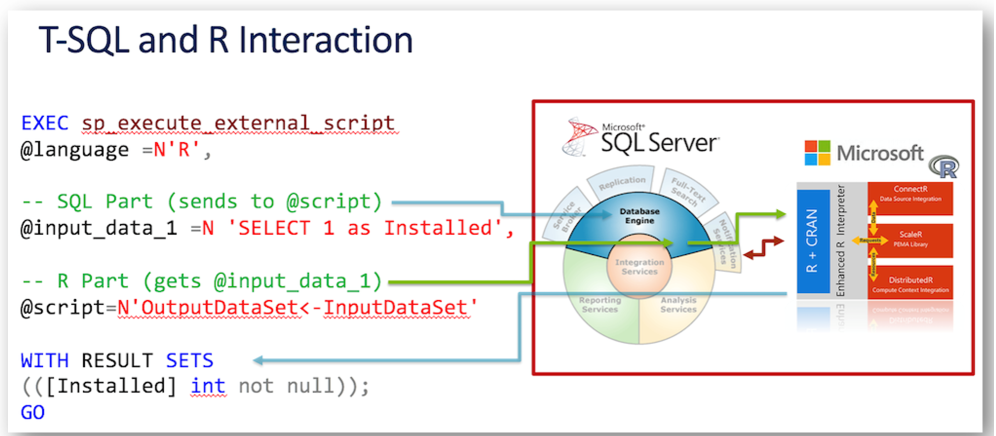 T-SQL and R Interaction
EXEC sp_execute_external_script
@language =N'R',
-- SQL Part (sends to @script)
@input_data_1 =N 'SELECT 1 as Installed',
-- R Part (gets @input_data_1)
@script=N'OutputDataSet<-InputDataSet'
WITH RESULT SETS
(([Installed] int not null));
GO
Microsoft®
SQL Server
Replication
Full-Text
Search
Service
Broker
Database
Engine
Notification
Services
Integration
Services
Reporting
Services
Analysis
Services
Microsoft
R
R + CRAN
Enhanced R Interpreter
ConnectR
Data Source Integration
ScaleR
PEMA Library
DistributedR
Compute Context Integration
Requests